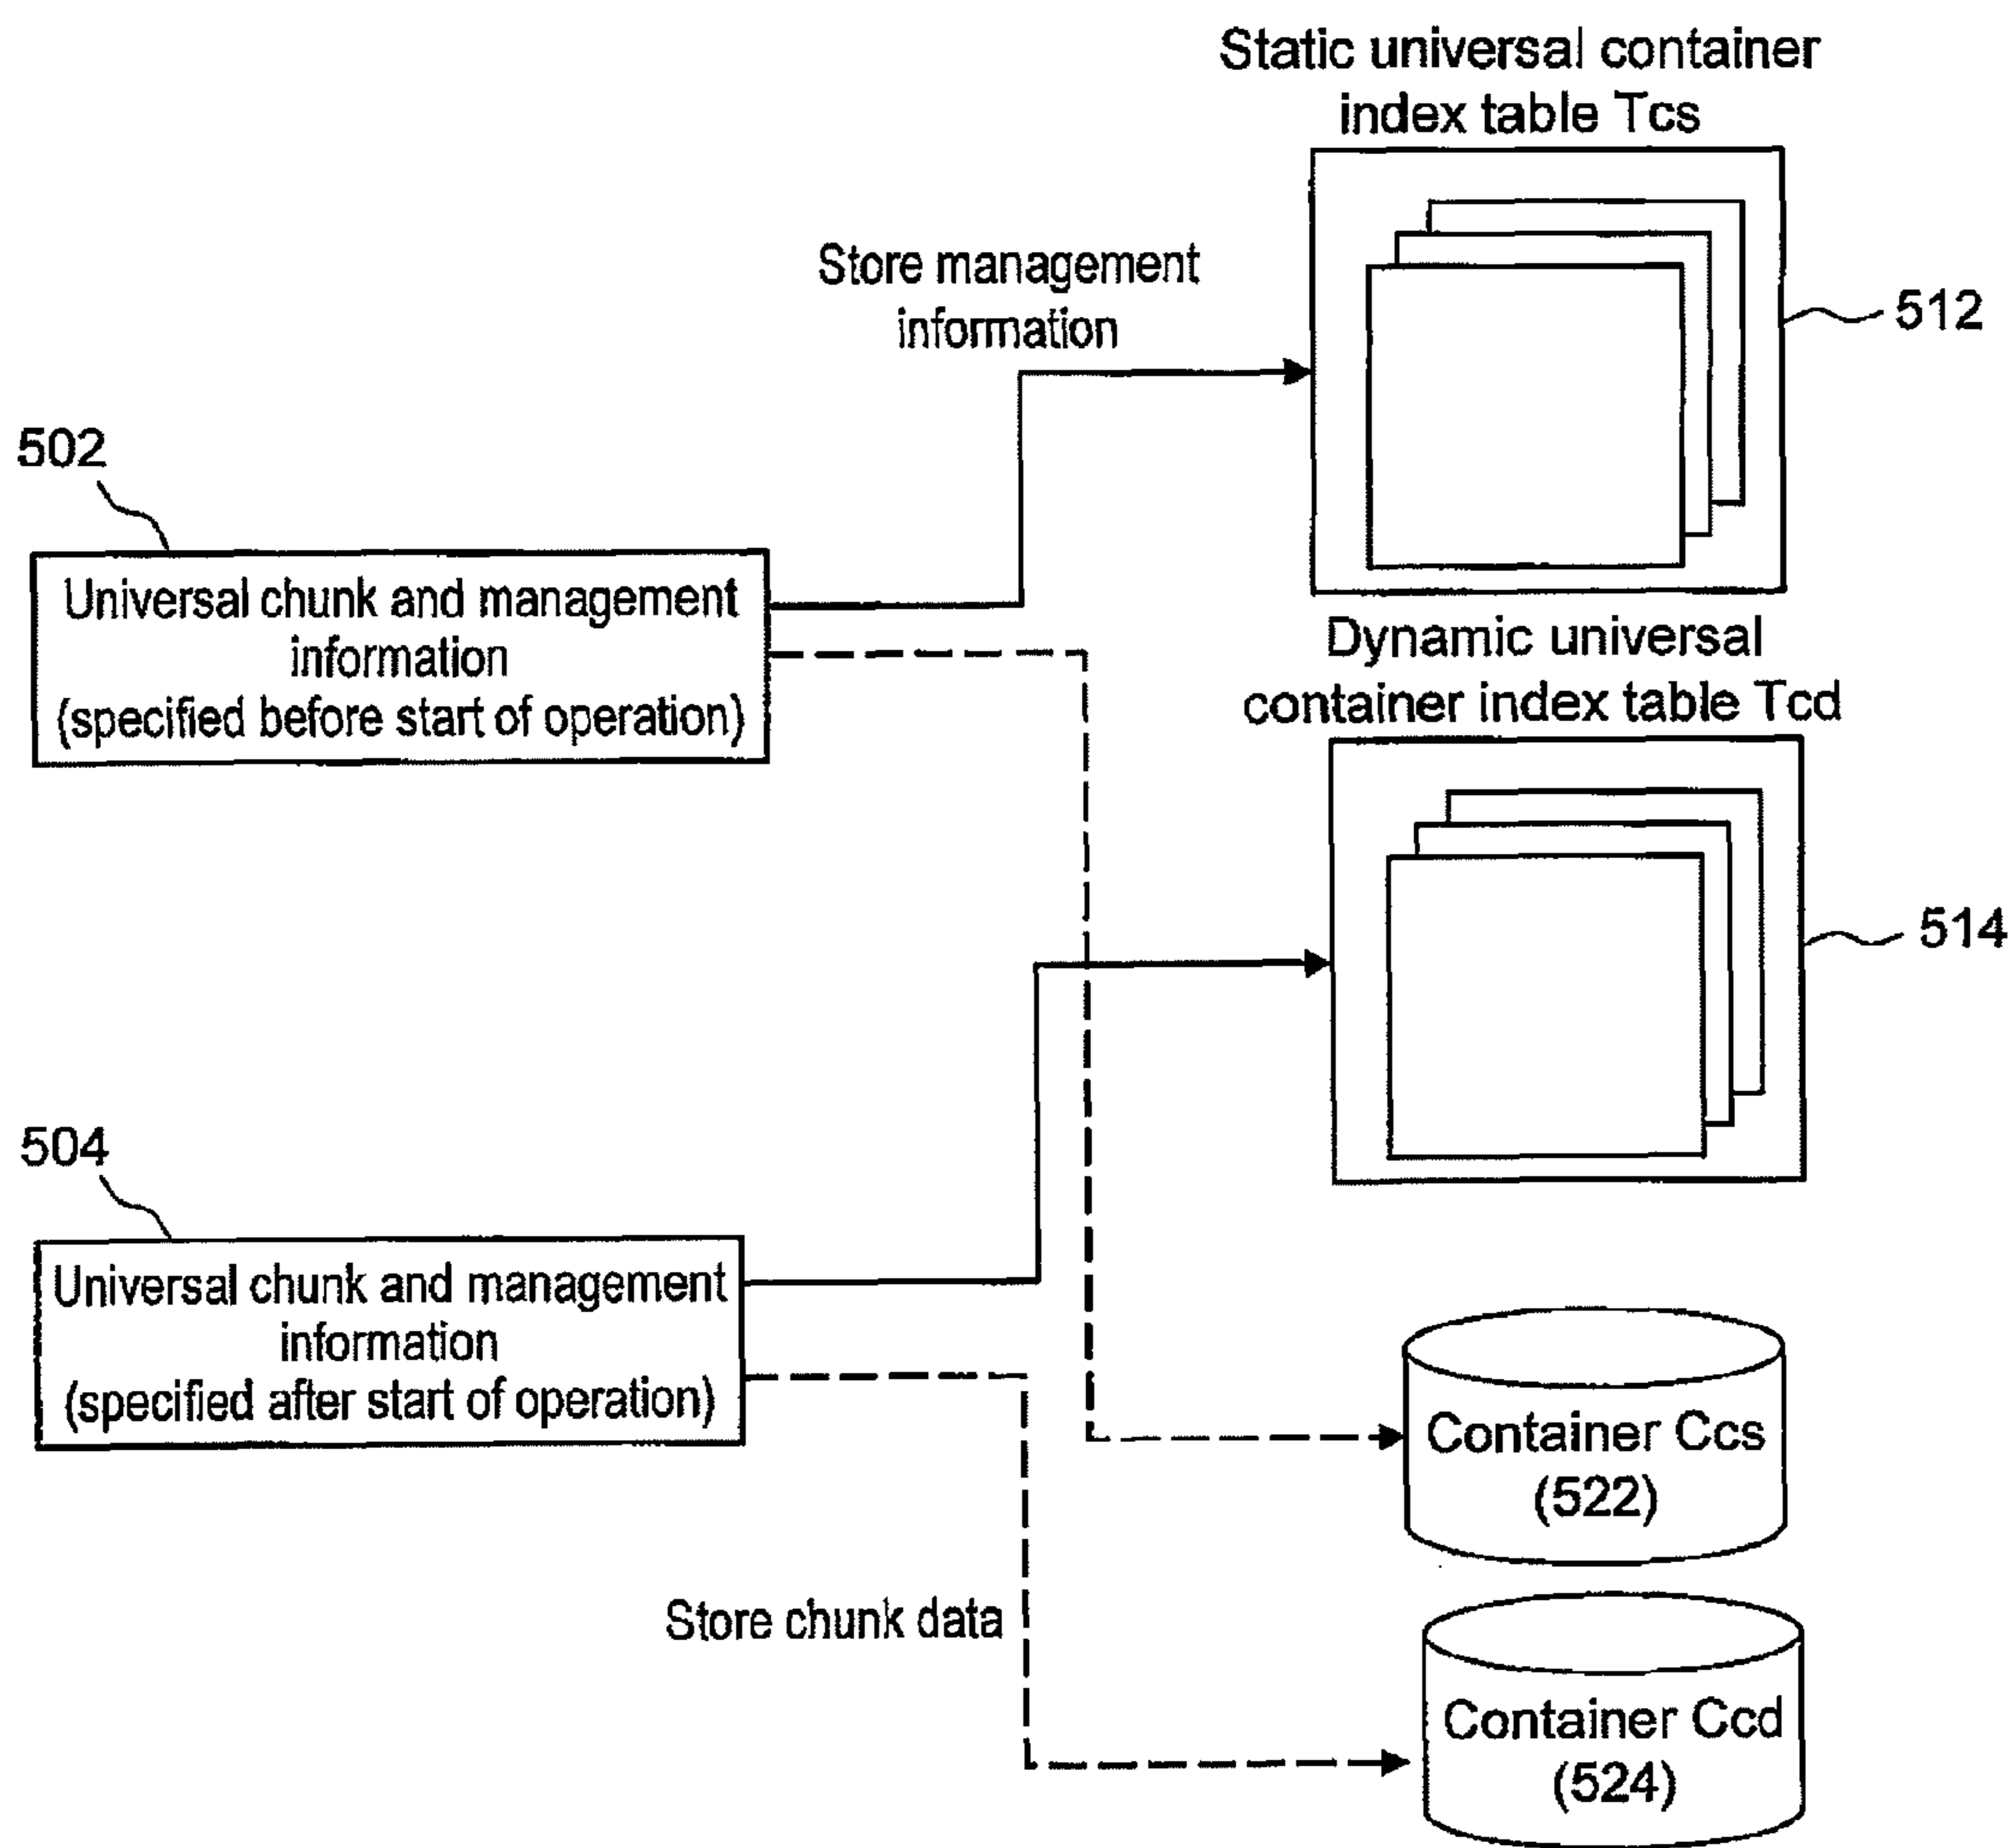 Static universal container
index table Tcs
Store management
information
512
502
Universal chunk and management
information
(specified before start of operation)
Dynamic universal
container index table Tcd
514
504
Universal chunk and management
information
(specified after start of operation)
Container Ccs
(522)
Store chunk data
Container Ccd
(524)